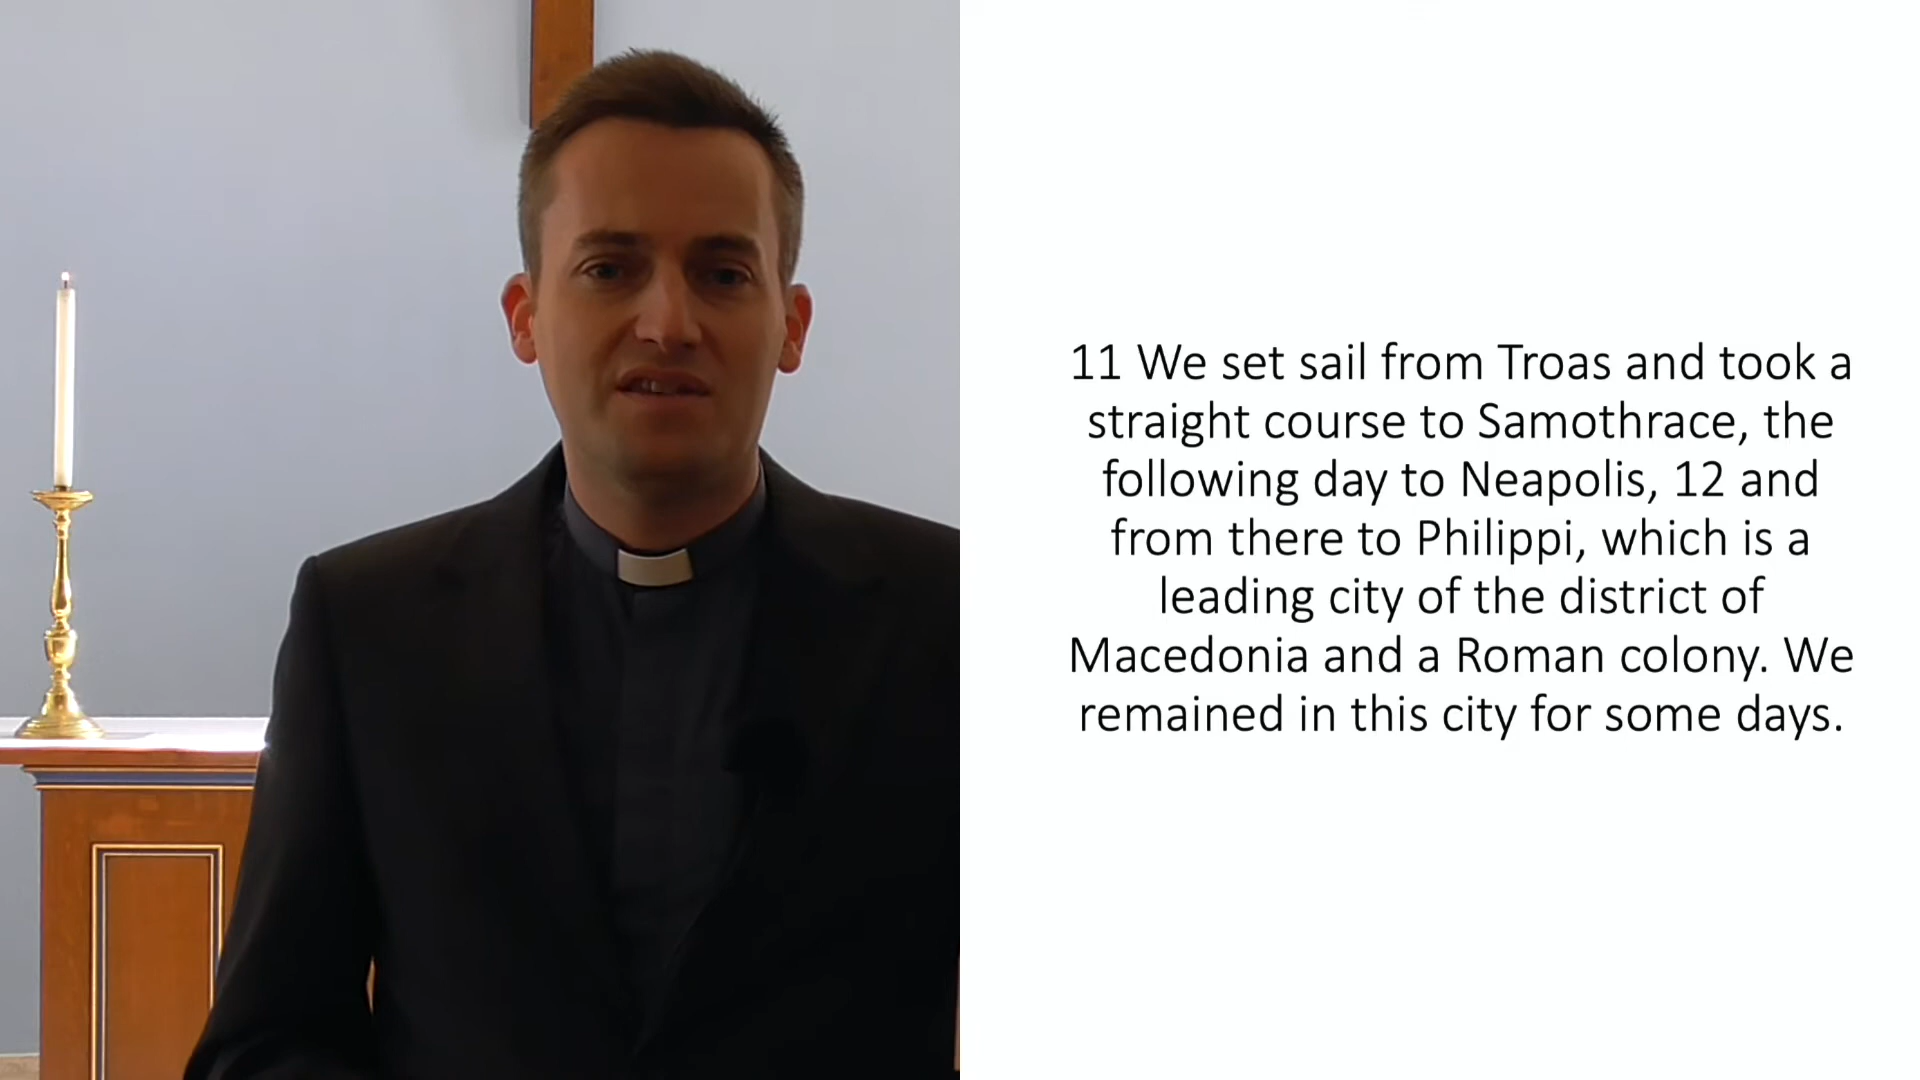 11 We set sail from Troas and took a
straight course to Samothrace, the
following day to Neapolis, 12 and
from there to Philippi, which is a
leading city of the district of
Macedonia and a Roman colony. We
remained in this city for some days.